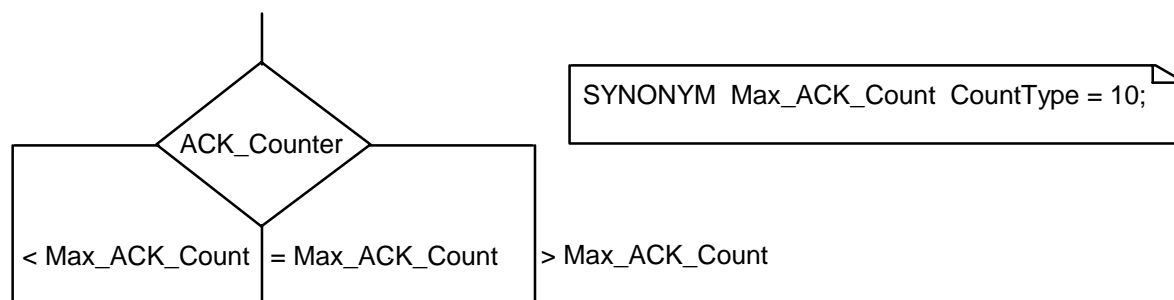 SYNONYM Max_ACK_Count CountType = 10;
ACK_Counter
< Max_ACK_Count
= Max_ACK_Count
> Max_ACK_Count